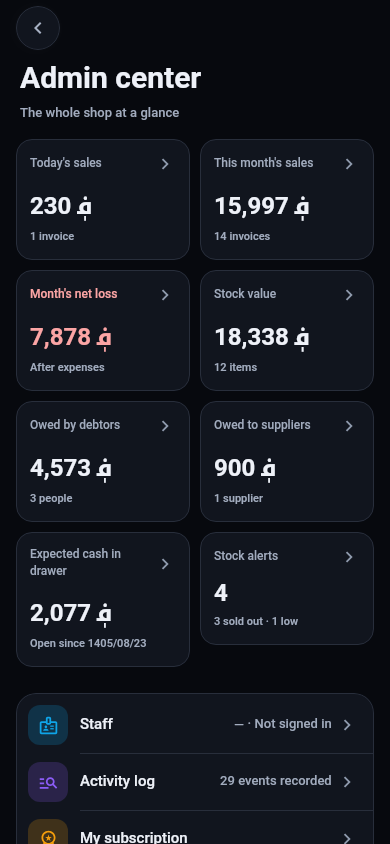 Admin center
The whole shop at a glance
Today's sales
230 ؋
1 invoice
This month's sales
15,997 ؋
14 invoices
Month's net loss
7,878 ؋
After expenses
Stock value
18,338 ؋
12 items
Owed by debtors
4,573 ؋
3 people
Owed to suppliers
900 ؋
1 supplier
Expected cash in
drawer
2,077 ؋
Open since 1405/08/23
Stock alerts
4
3 sold out · 1 low
Staff
— · Not signed in
Activity log
29 events recorded
My subscription